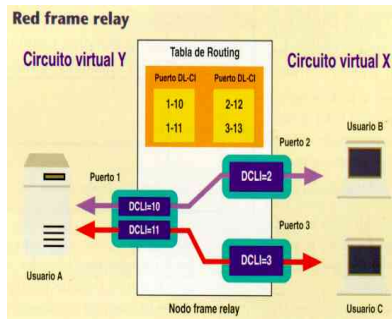 Red frame relay
Circuito virtual Y
Tabla de Routing
Circuito virtual X
Puerto DL-CI
Puerto DL-CI
1-10
2-12
1-11
3-13
Usuario B
Puerto 2
Puerto 1
DCLI=2
DCLI=10
DCLI=11
Puerto 3
DCLI=3
Usuario A
Nodo frame relay
Usuario C